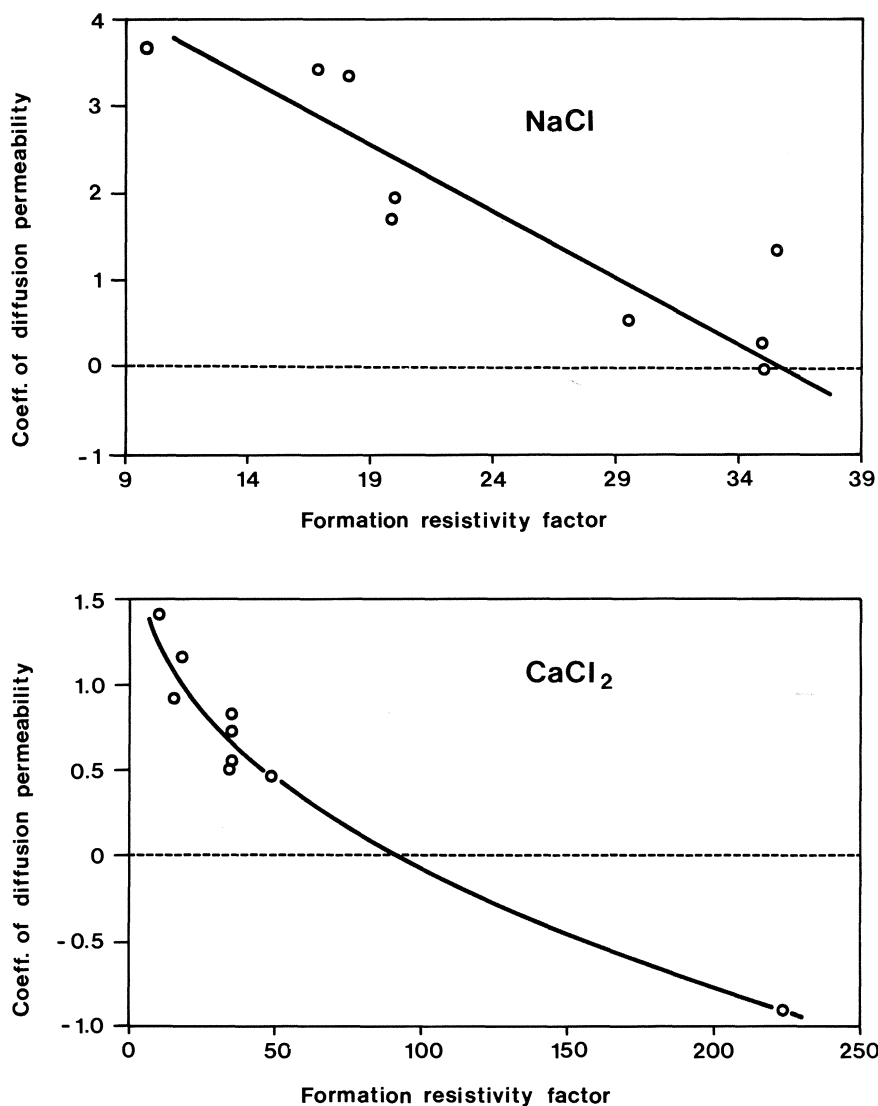 4
3
2
1
0
-1
Coeff. of diffusion permeability
NaCl
9 14 19 24 29 34 39
Formation resistivity factor
1.5
1.0
0.5
0
-0.5
-1.0
Coeff. of diffusion permeability
CaCl2
0 50 100 150 200 250
Formation resistivity factor